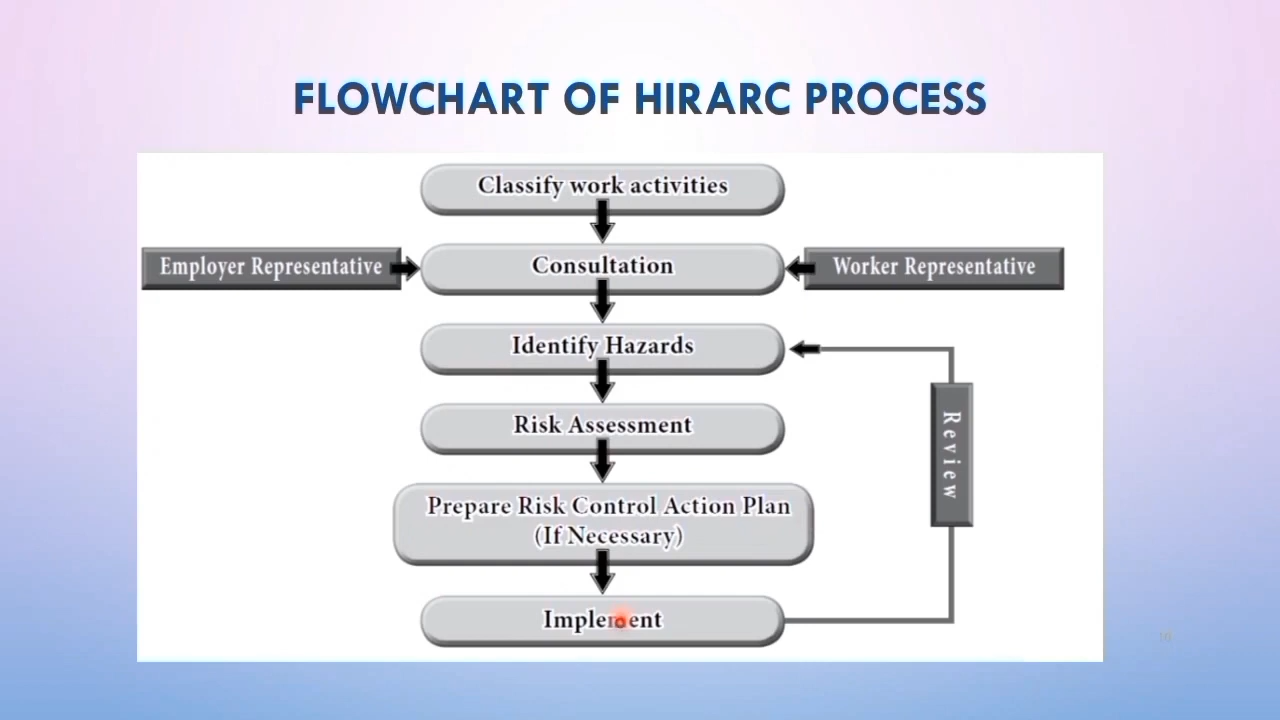 FLOWCHART OF HIRARC PROCESS
Classify work activities
Employer Representative
Consultation
Worker Representative
Identify Hazards
Risk Assessment
Review
Prepare Risk Control Action Plan
(If Necessary)
Implement